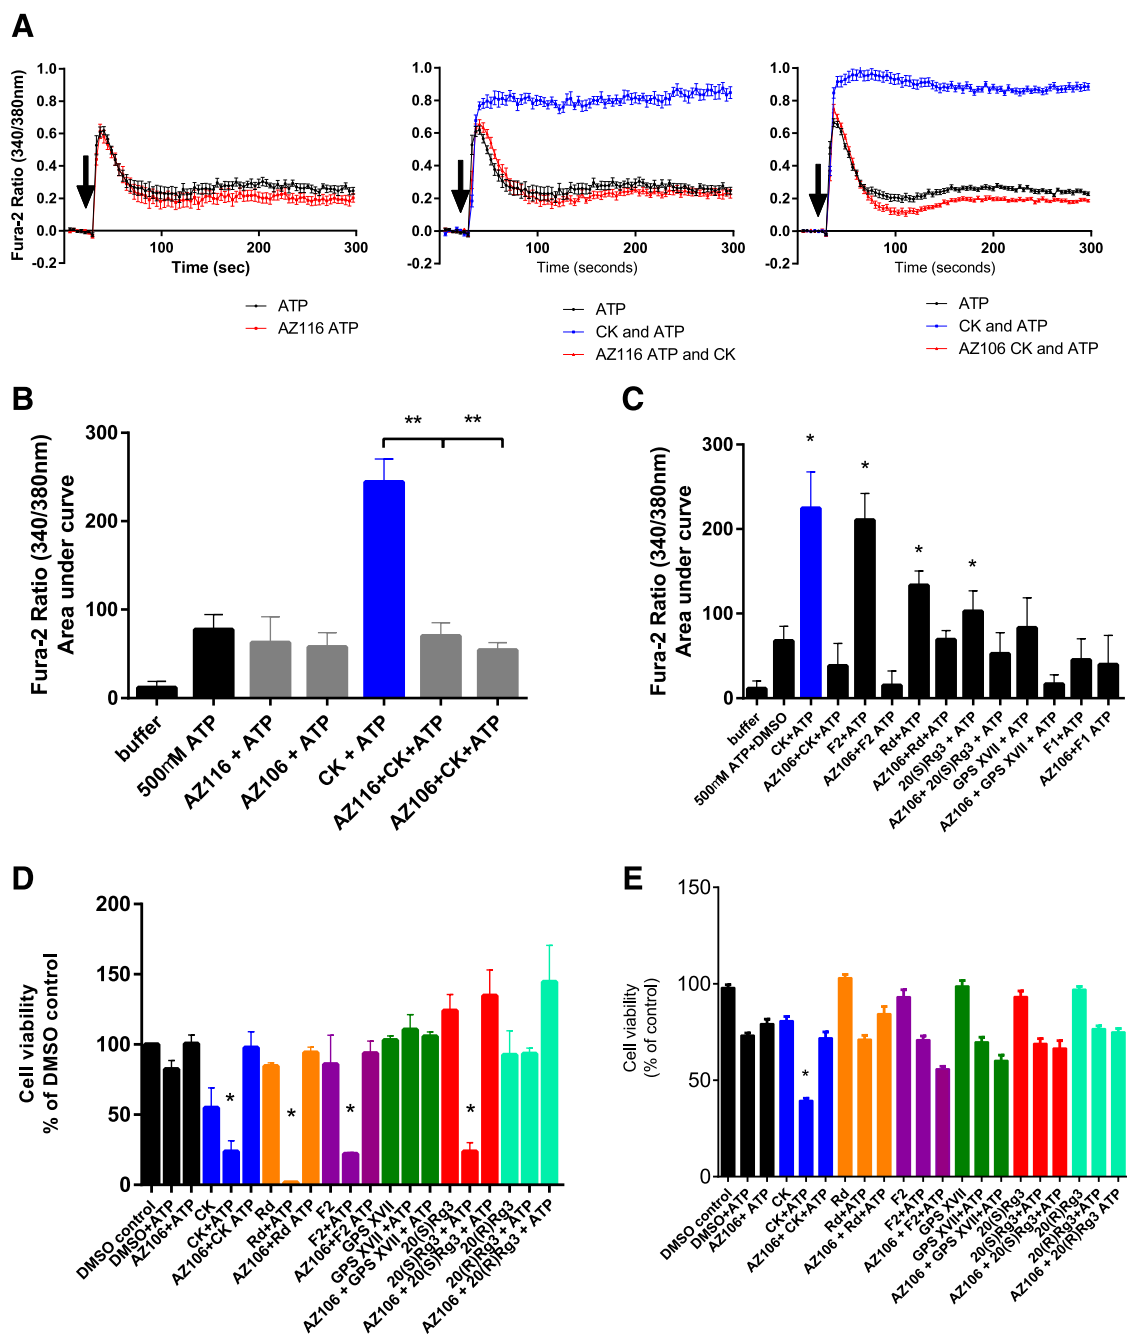 A
Fura-2 Ratio (340/380nm)
1.0
0.8
0.6
0.4
0.2
0.0
-0.2
100
200
300
Time (sec)
ATP
AZ116 ATP
1.0
0.8
0.6
0.4
0.2
0.0
-0.2
100
200
300
Time (seconds)
ATP
CK and ATP
AZ116 ATP and CK
1.0
0.8
0.6
0.4
0.2
0.0
-0.2
100
200
300
Time (seconds)
ATP
CK and ATP
AZ106 CK and ATP
B
Fura-2 Ratio (340/380nm)
Area under curve
300
200
100
0
**
**
buffer
500mM ATP
AZ116 + ATP
AZ106 + ATP
CK + ATP
AZ116+CK+ATP
AZ106+CK+ATP
C
Fura-2 Ratio (340/380nm)
Area under curve
300
200
100
0
*
*
*
*
buffer
500mM ATP+DMSO
CK+ATP
AZ106+CK+ATP
F2+ATP
AZ106+F2 ATP
Rd+ATP
AZ106+Rd+ATP
20(S)Rg3 + ATP
AZ106+ 20(S)Rg3 + ATP
GPS XVII + ATP
AZ106 + GPS XVII + ATP
F1+ATP
AZ106+F1 ATP
D
Cell viability
% of DMSO control
200
150
100
50
0
*
*
*
*
DMSO control
DMSO+ATP
AZ106+ATP
CK
CK+ATP
AZ106+CK ATP
Rd
Rd+ATP
AZ106+Rd ATP
F2
F2+ATP
AZ106+F2 ATP
GPS XVII
GPS XVII + ATP
AZ106 + GPS XVII + ATP
20(S)Rg3
20(S)Rg3 + ATP
AZ106 + 20(S)Rg3 + ATP
20(R)Rg3
20(R)Rg3 + ATP
AZ106 + 20(R)Rg3 + ATP
E
Cell viability
(% of control)
150
100
50
0
*
DMSO control
DMSO+ATP
AZ106+ ATP
CK
CK+ATP
AZ106+ CK+ATP
Rd
Rd+ATP
AZ106 + Rd+ATP
F2
F2+ATP
AZ106 + F2+ATP
GPS XVII
GPS XVII+ATP
AZ106 + GPS XVII+ATP
20(S)Rg3
20(S)Rg3+ATP
AZ106 + 20(S)Rg3+ATP
20(R)Rg3
20(R)Rg3+ATP
AZ106 + 20(R)Rg3 ATP